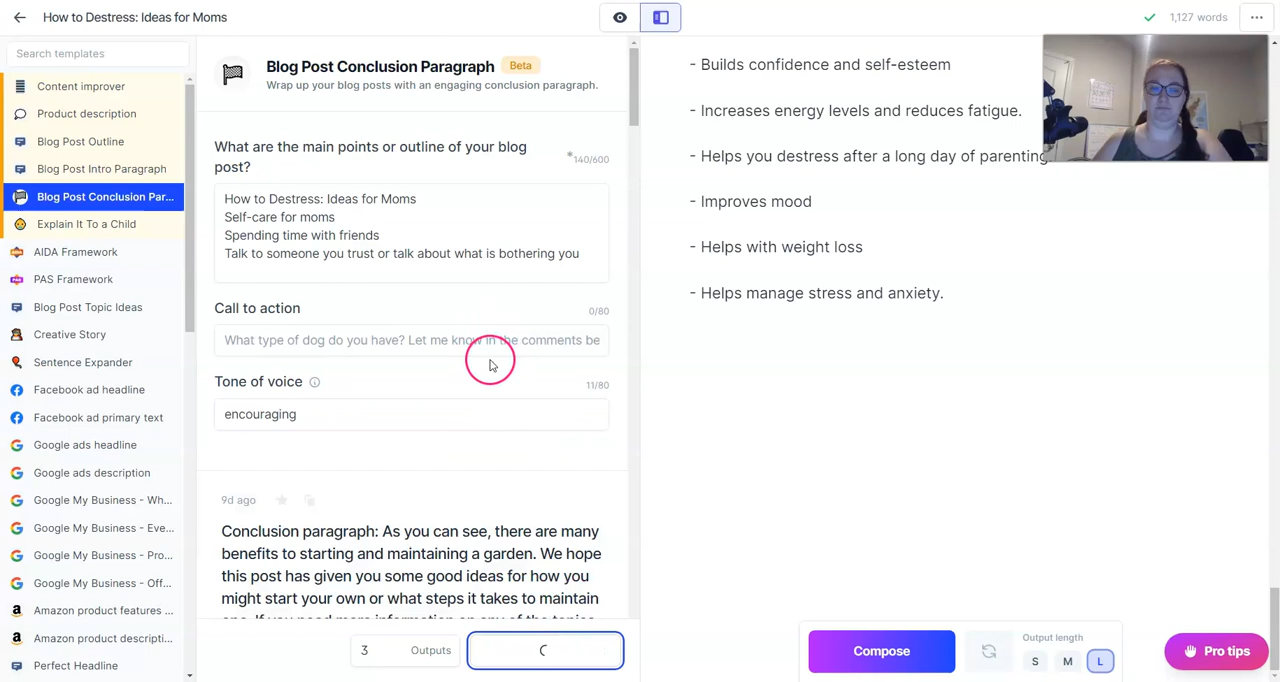 How to Destress: Ideas for Moms
1,127 words
Search templates
Content improver
Product description
Blog Post Outline
Blog Post Intro Paragraph
Blog Post Conclusion Par...
Explain It To a Child
AIDA Framework
PAS Framework
Blog Post Topic Ideas
Creative Story
Sentence Expander
Facebook ad headline
Facebook ad primary text
Google ads headline
Google ads description
Google My Business - Wh...
Google My Business - Eve...
Google My Business - Pro...
Google My Business - Off...
Amazon product features ...
Amazon product descripti...
Perfect Headline
Blog Post Conclusion Paragraph Beta
Wrap up your blog posts with an engaging conclusion paragraph.
What are the main points or outline of your blog
post?
*140/600
How to Destress: Ideas for Moms
Self-care for moms
Spending time with friends
Talk to someone you trust or talk about what is bothering you
Call to action 0/80
What type of dog do you have? Let me know in the comments be
Tone of voice 11/80
encouraging
9d ago
Conclusion paragraph: As you can see, there are many
benefits to starting and maintaining a garden. We hope
this post has given you some good ideas for how you
might start your own or what steps it takes to maintain
one. If you need more information on any of the topics
3 Outputs
- Builds confidence and self-esteem
- Increases energy levels and reduces fatigue.
- Helps you destress after a long day of parenting.
- Improves mood
- Helps with weight loss
- Helps manage stress and anxiety.
Compose
Output length
S M L
Pro tips